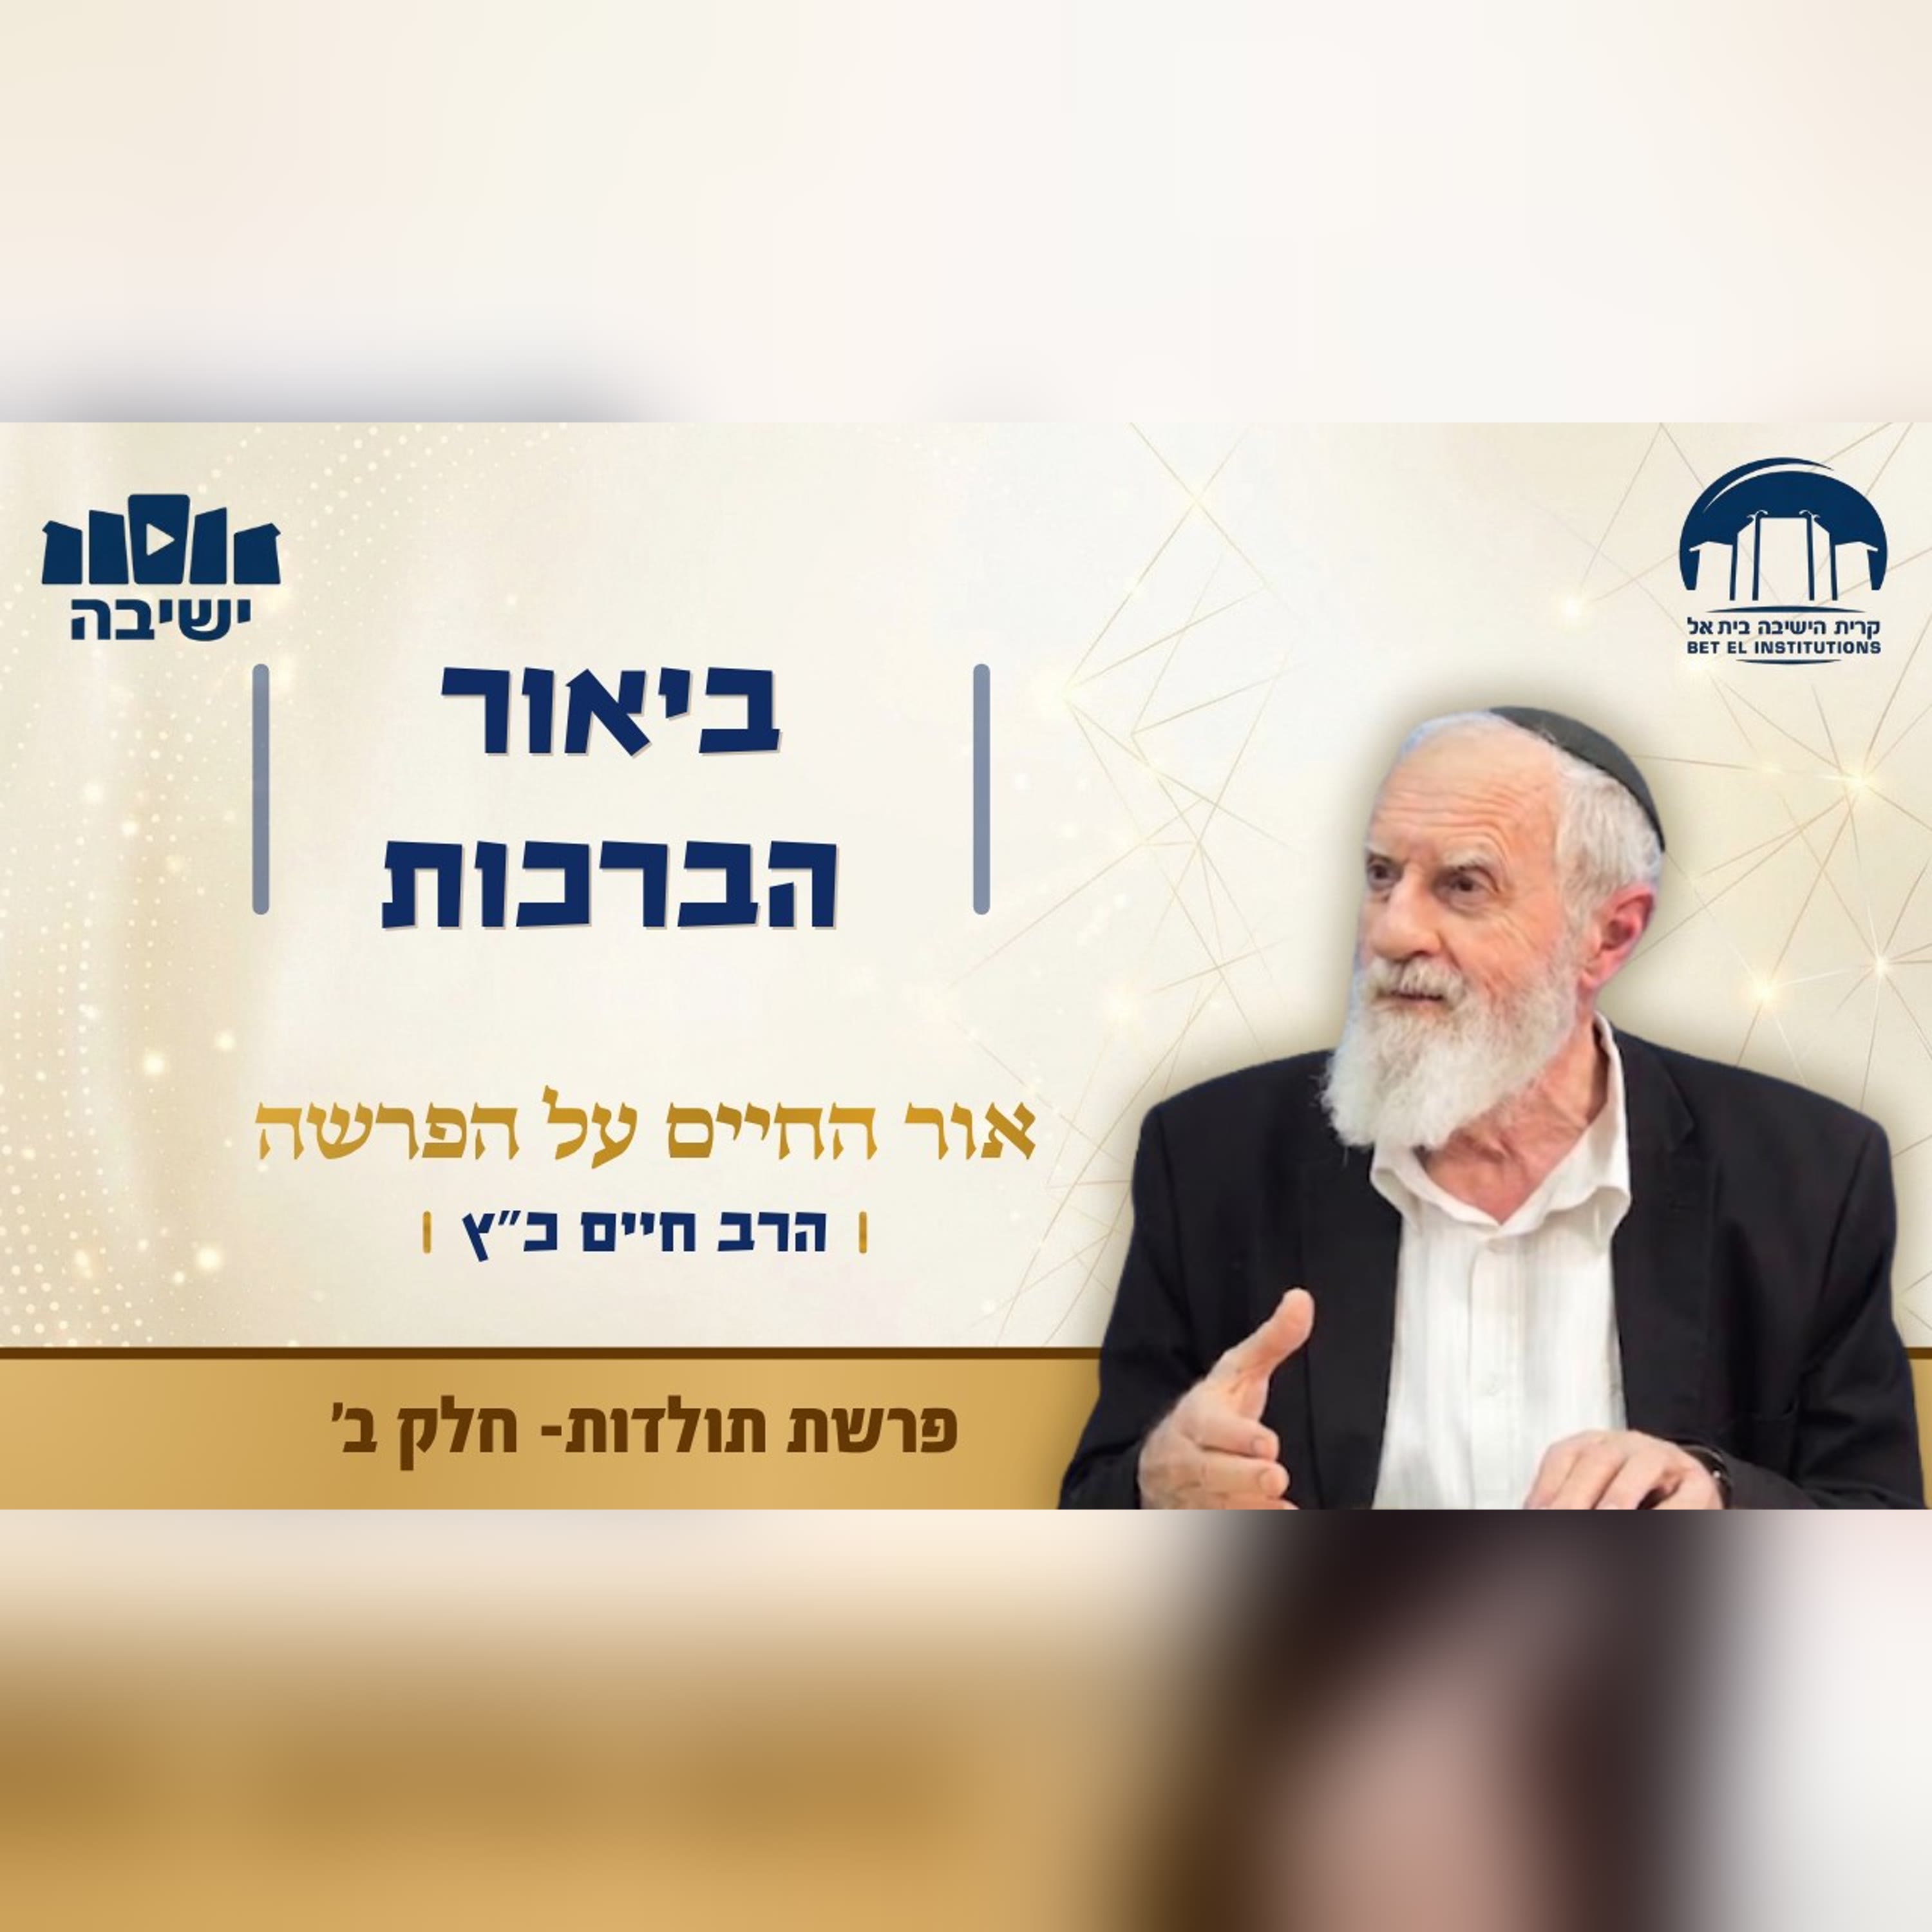 ישיבה
קרית הישיבה בית אל
BET EL INSTITUTIONS
ביאור
הברכות
אור החיים על הפרשה
הרב חיים כ"ץ
פרשת תולדות- חלק ב'